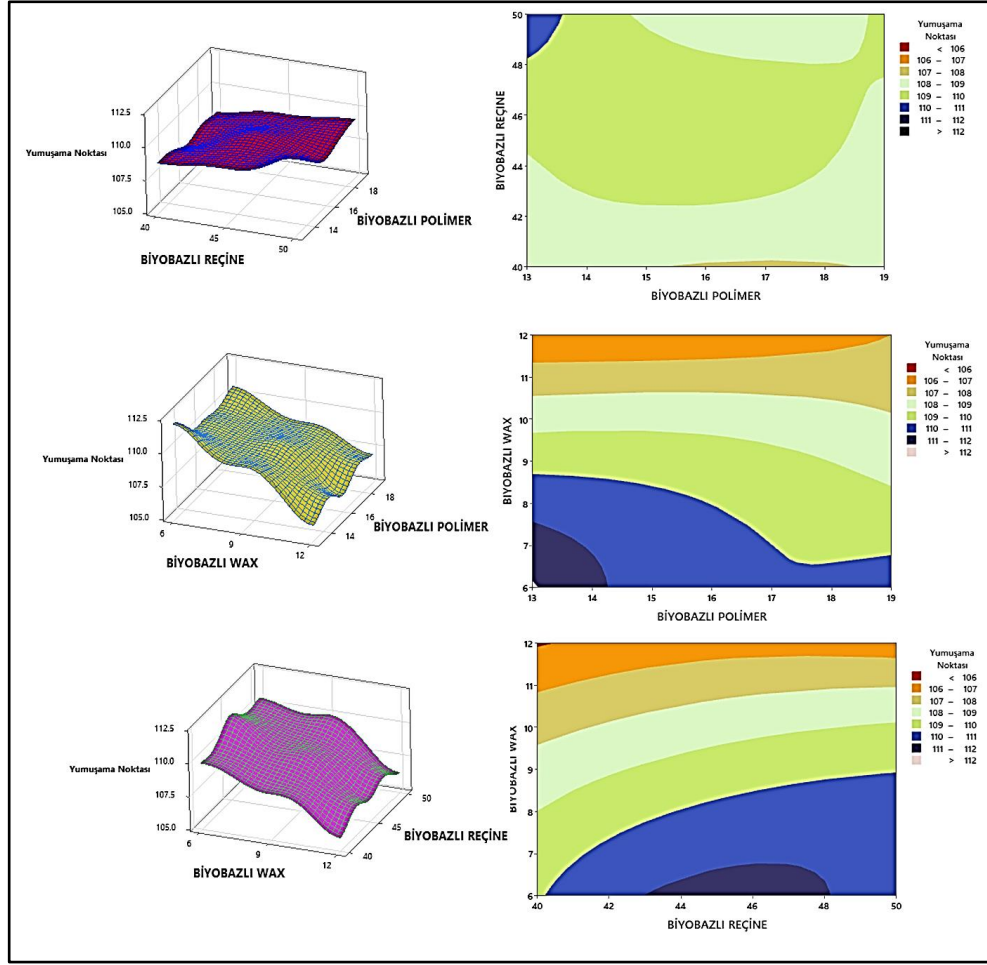 112.5
Yumuşama Noktası
110.0
107.5
105.0
40
45
50
14
16
18
BİYOBAZLI POLİMER
BİYOBAZLI REÇİNE
50
48
46
44
42
40
13 14 15 16 17 18 19
BİYOBAZLI REÇİNE
BİYOBAZLI POLİMER
Yumuşama
Noktası
< 106
106 – 107
107 – 108
108 – 109
109 – 110
110 – 111
111 – 112
> 112
112.5
Yumuşama Noktası
110.0
107.5
105.0
6
9
12
14
16
18
BİYOBAZLI POLİMER
BİYOBAZLI WAX
12
11
10
9
8
7
6
13 14 15 16 17 18 19
BİYOBAZLI WAX
BİYOBAZLI POLİMER
Yumuşama
Noktası
< 106
106 – 107
107 – 108
108 – 109
109 – 110
110 – 111
111 – 112
> 112
112.5
Yumuşama Noktası
110.0
107.5
105.0
6
9
12
40
45
50
BİYOBAZLI REÇİNE
BİYOBAZLI WAX
12
11
10
9
8
7
6
40 42 44 46 48 50
BİYOBAZLI WAX
BİYOBAZLI REÇİNE
Yumuşama
Noktası
< 106
106 – 107
107 – 108
108 – 109
109 – 110
110 – 111
111 – 112
> 112